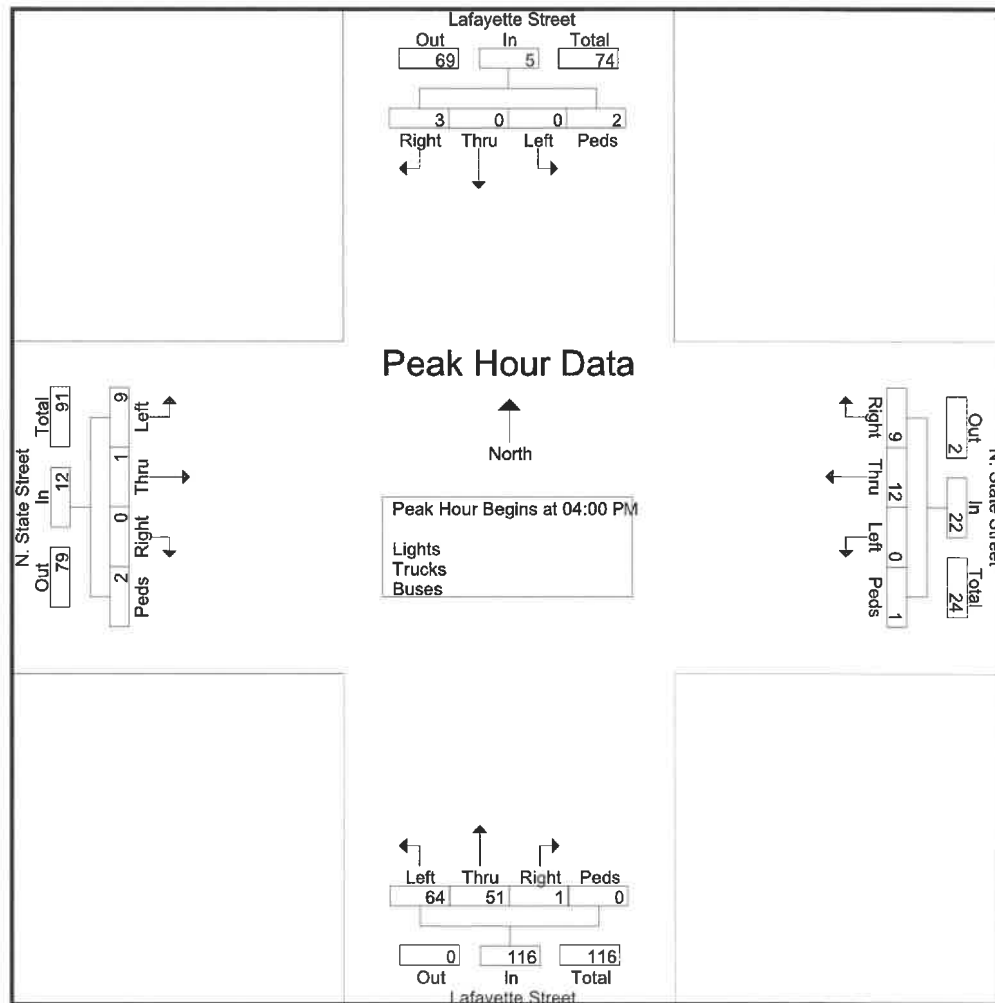 Lafayette Street
Out In Total
69 5 74
3 0 0 2
Right Thru Left Peds
Peak Hour Data
North
Peak Hour Begins at 04:00 PM
Lights
Trucks
Buses
N. State Street
Total In Out
91 12 79
9 1 0 2
Left Thru Right Peds
Right Thru Left Peds
9 12 0 1
Out In Total
2 22 24
N. State Street
Left Thru Right Peds
64 51 1 0
0 116 116
Out In Total
Lafayette Street